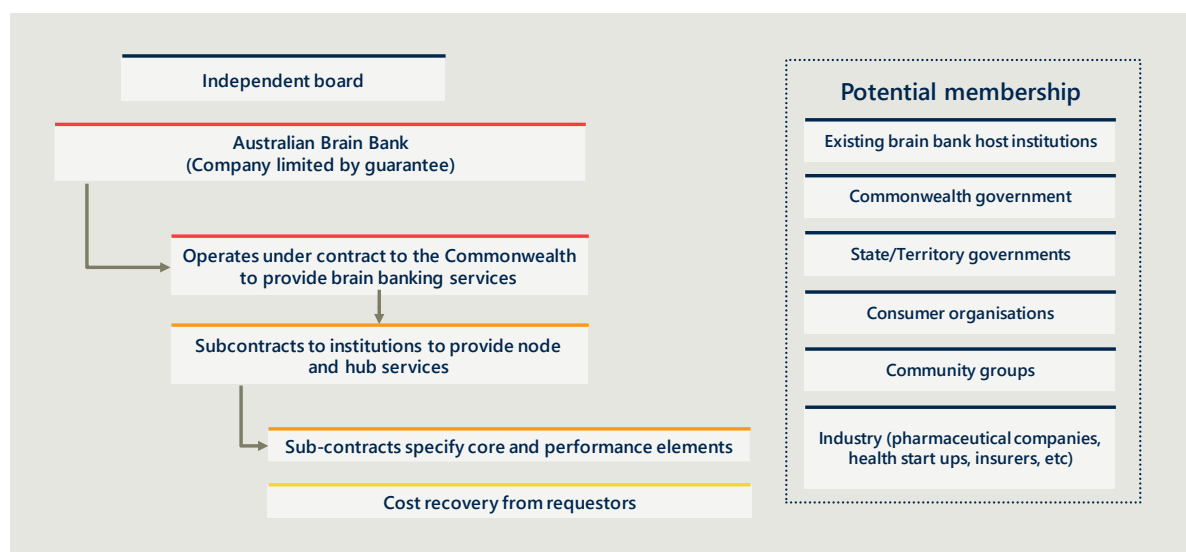 Independent board
Australian Brain Bank
(Company limited by guarantee)
Operates under contract to the Commonwealth
to provide brain banking services
Subcontracts to institutions to provide node
and hub services
Sub-contracts specify core and performance elements
Cost recovery from requestors
Potential membership
Existing brain bank host institutions
Commonwealth government
State/Territory governments
Consumer organisations
Community groups
Industry (pharmaceutical companies,
health start ups, insurers, etc)